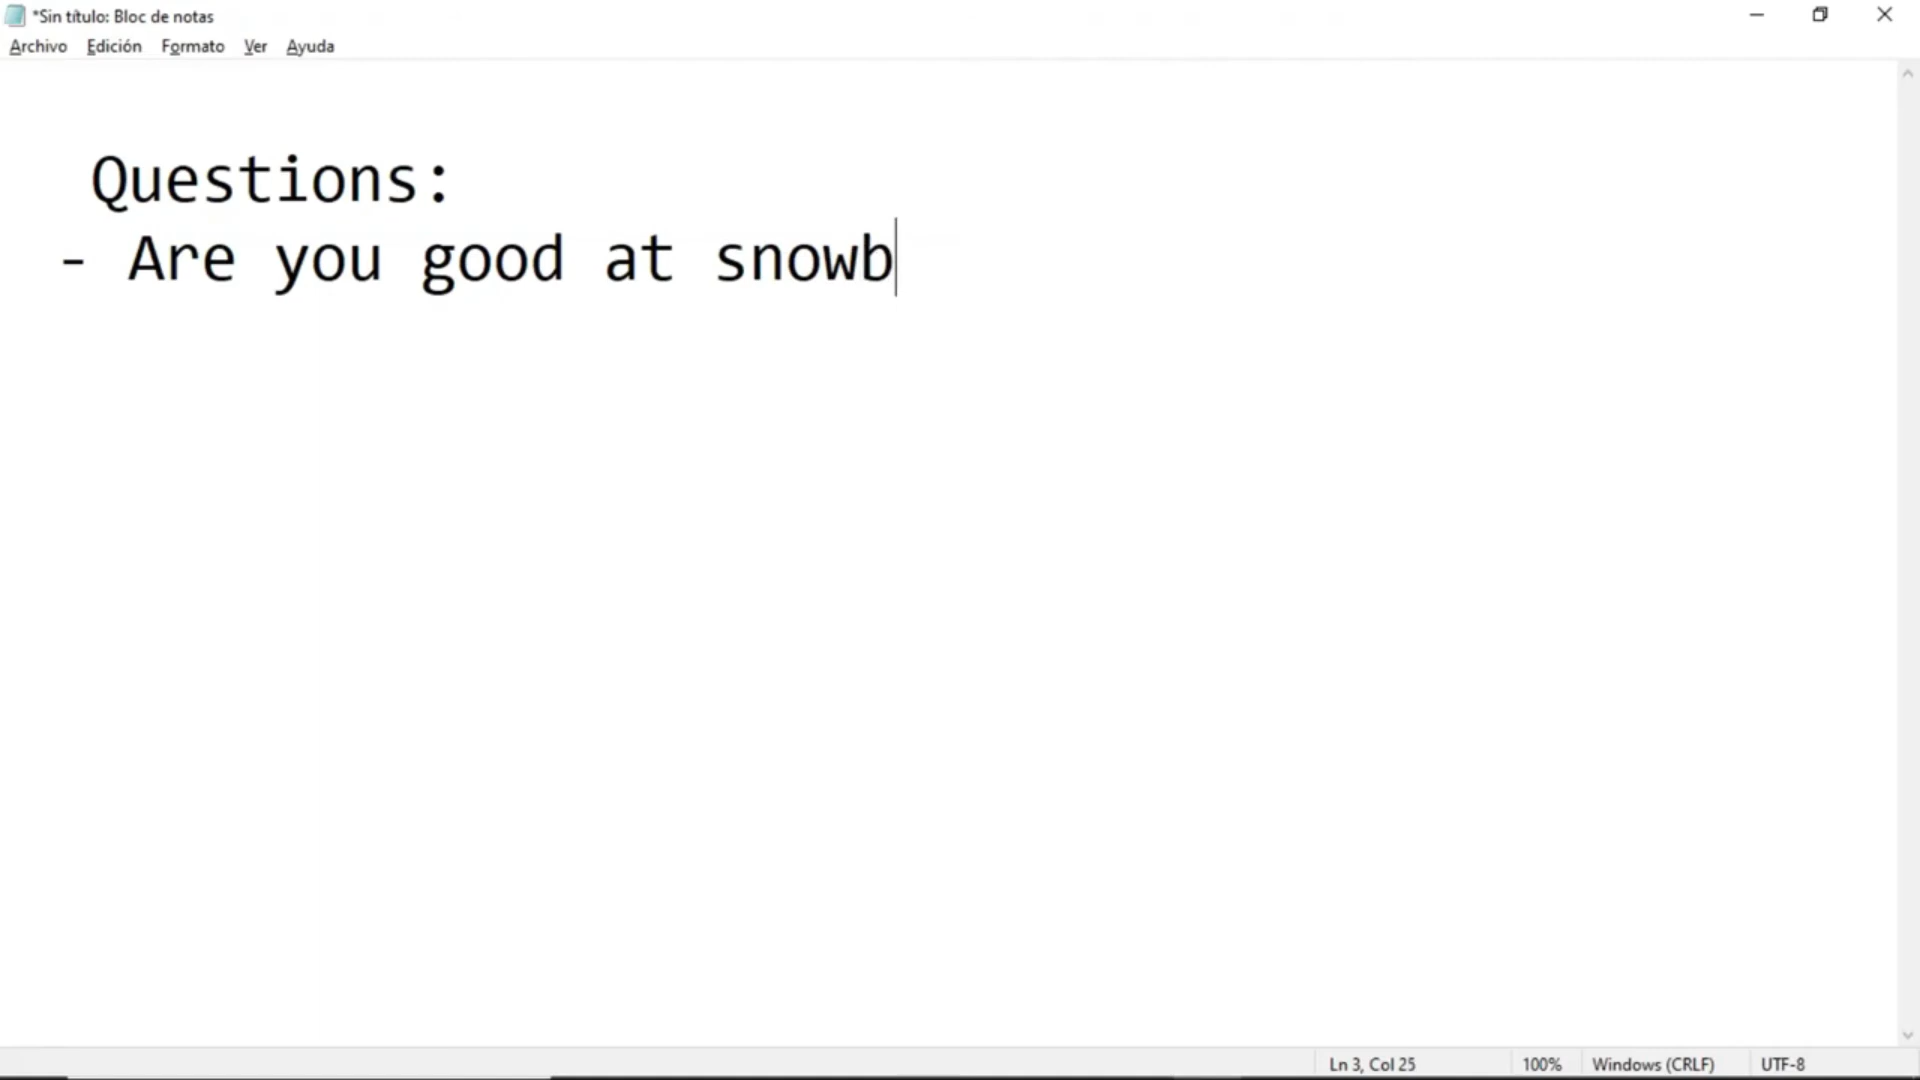 *Sin título: Bloc de notas
Archivo Edición Formato Ver Ayuda
Questions:
- Are you good at snowb
Ln 3, Col 25 100% Windows (CRLF) UTF-8